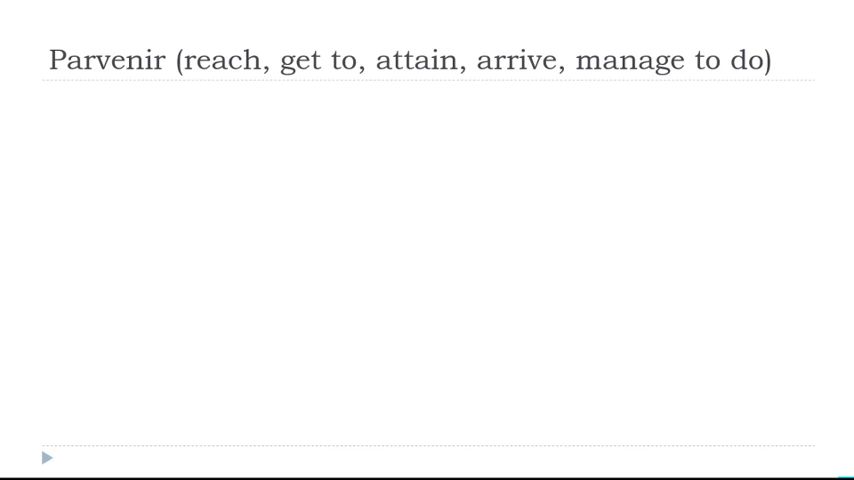 Parvenir (reach, get to, attain, arrive, manage to do)